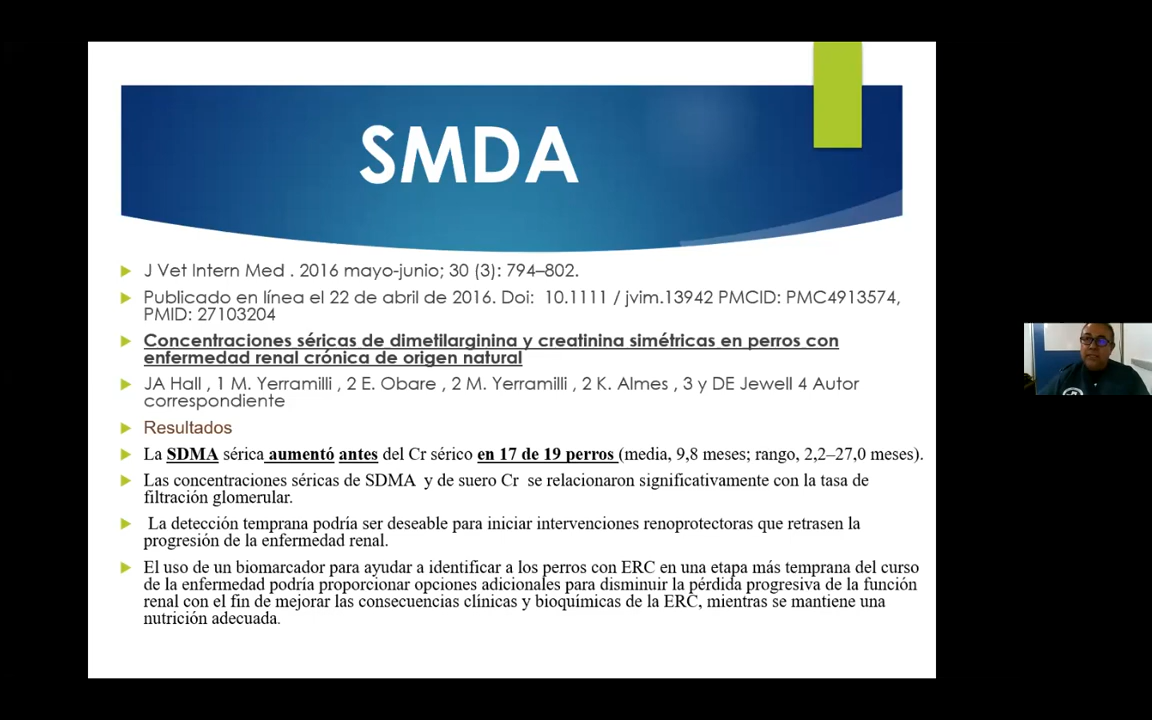 SMDA
J Vet Intern Med . 2016 mayo-junio; 30 (3): 794–802.
Publicado en línea el 22 de abril de 2016. Doi:  10.1111 / jvim.13942 PMCID: PMC4913574,
PMID: 27103204
Concentraciones séricas de dimetilarginina y creatinina simétricas en perros con
enfermedad renal crónica de origen natural
JA Hall , 1 M. Yerramilli , 2 E. Obare , 2 M. Yerramilli , 2 K. Almes , 3 y DE Jewell 4 Autor
correspondiente
Resultados
La SDMA sérica aumentó antes del Cr sérico en 17 de 19 perros (media, 9,8 meses; rango, 2,2–27,0 meses).
Las concentraciones séricas de SDMA  y de suero Cr  se relacionaron significativamente con la tasa de
filtración glomerular.
La detección temprana podría ser deseable para iniciar intervenciones renoprotectoras que retrasen la
progresión de la enfermedad renal.
El uso de un biomarcador para ayudar a identificar a los perros con ERC en una etapa más temprana del curso
de la enfermedad podría proporcionar opciones adicionales para disminuir la pérdida progresiva de la función
renal con el fin de mejorar las consecuencias clínicas y bioquímicas de la ERC, mientras se mantiene una
nutrición adecuada.